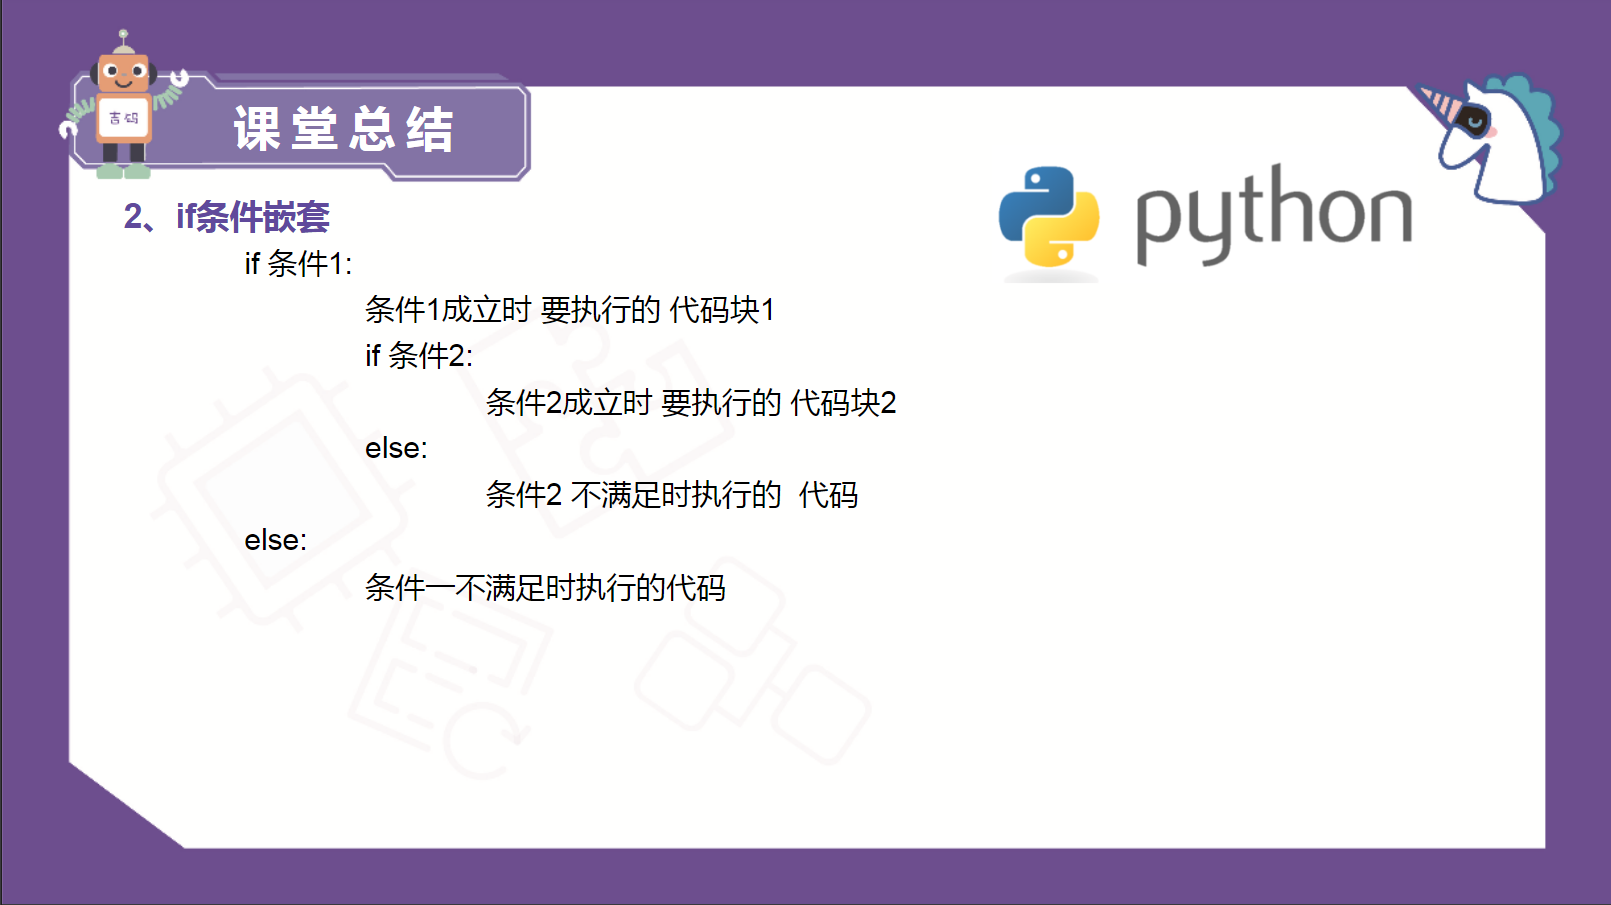 吉码
课堂总结
python
2、if条件嵌套
if 条件1:
条件1成立时 要执行的 代码块1
if 条件2:
条件2成立时 要执行的 代码块2
else:
条件2 不满足时执行的  代码
else:
条件一不满足时执行的代码